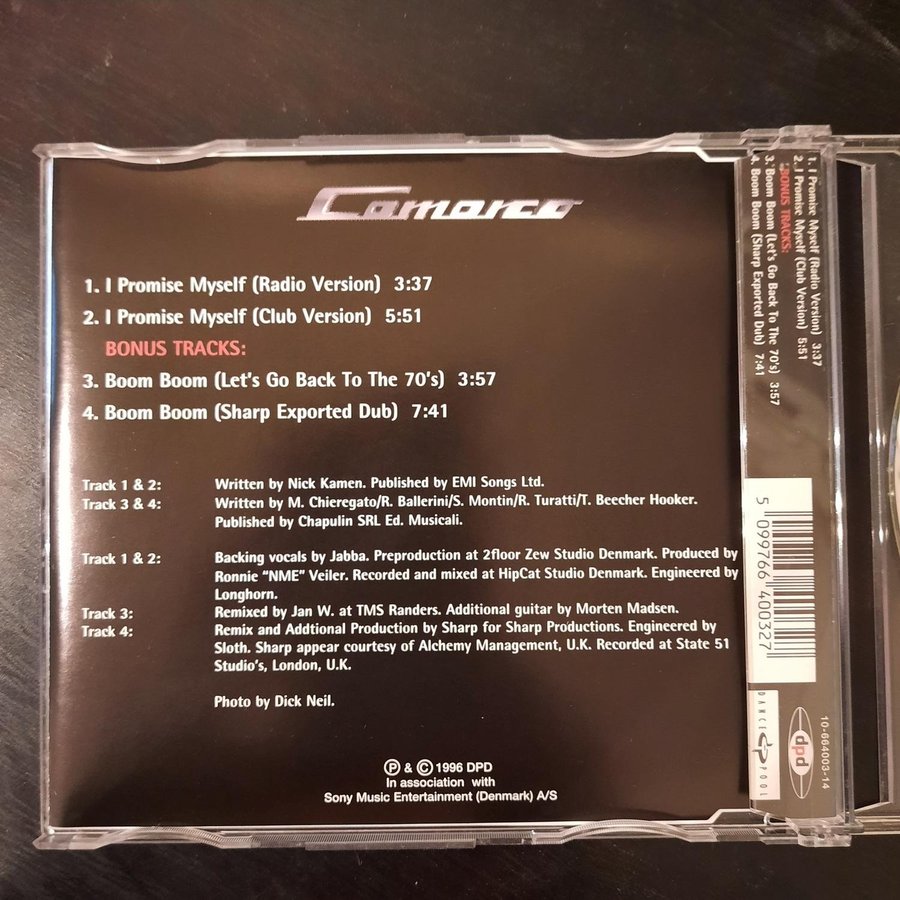 Camarco
1. I Promise Myself (Radio Version) 3:37
2. I Promise Myself (Club Version) 5:51
BONUS TRACKS:
3. Boom Boom (Let's Go Back To The 70's) 3:57
4. Boom Boom (Sharp Exported Dub) 7:41
Track 1 & 2: Written by Nick Kamen. Published by EMI Songs Ltd.
Track 3 & 4: Written by M. Chieregato/R. Ballerini/S. Montin/R. Turatti/T. Beecher Hooker.
Published by Chapulin SRL Ed. Musicali.
Track 1 & 2: Backing vocals by Jabba. Preproduction at 2floor Zew Studio Denmark. Produced by
Ronnie "NME" Veiler. Recorded and mixed at HipCat Studio Denmark. Engineered by
Longhorn.
Track 3: Remixed by Jan W. at TMS Randers. Additional guitar by Morten Madsen.
Track 4: Remix and Addtional Production by Sharp for Sharp Productions. Engineered by
Sloth. Sharp appear courtesy of Alchemy Management, U.K. Recorded at State 51
Studio's, London, U.K.
Photo by Dick Neil.
Ⓟ & © 1996 DPD
In association with
Sony Music Entertainment (Denmark) A/S
1. I Promise Myself (Radio Version) 3:37
2. I Promise Myself (Club Version) 5:51
BONUS TRACKS:
3. Boom Boom (Let's Go Back To The 70's) 3:57
4. Boom Boom (Sharp Exported Dub) 7:41
5 099766 400327
DANCE POOL
dpd
10-664003-14